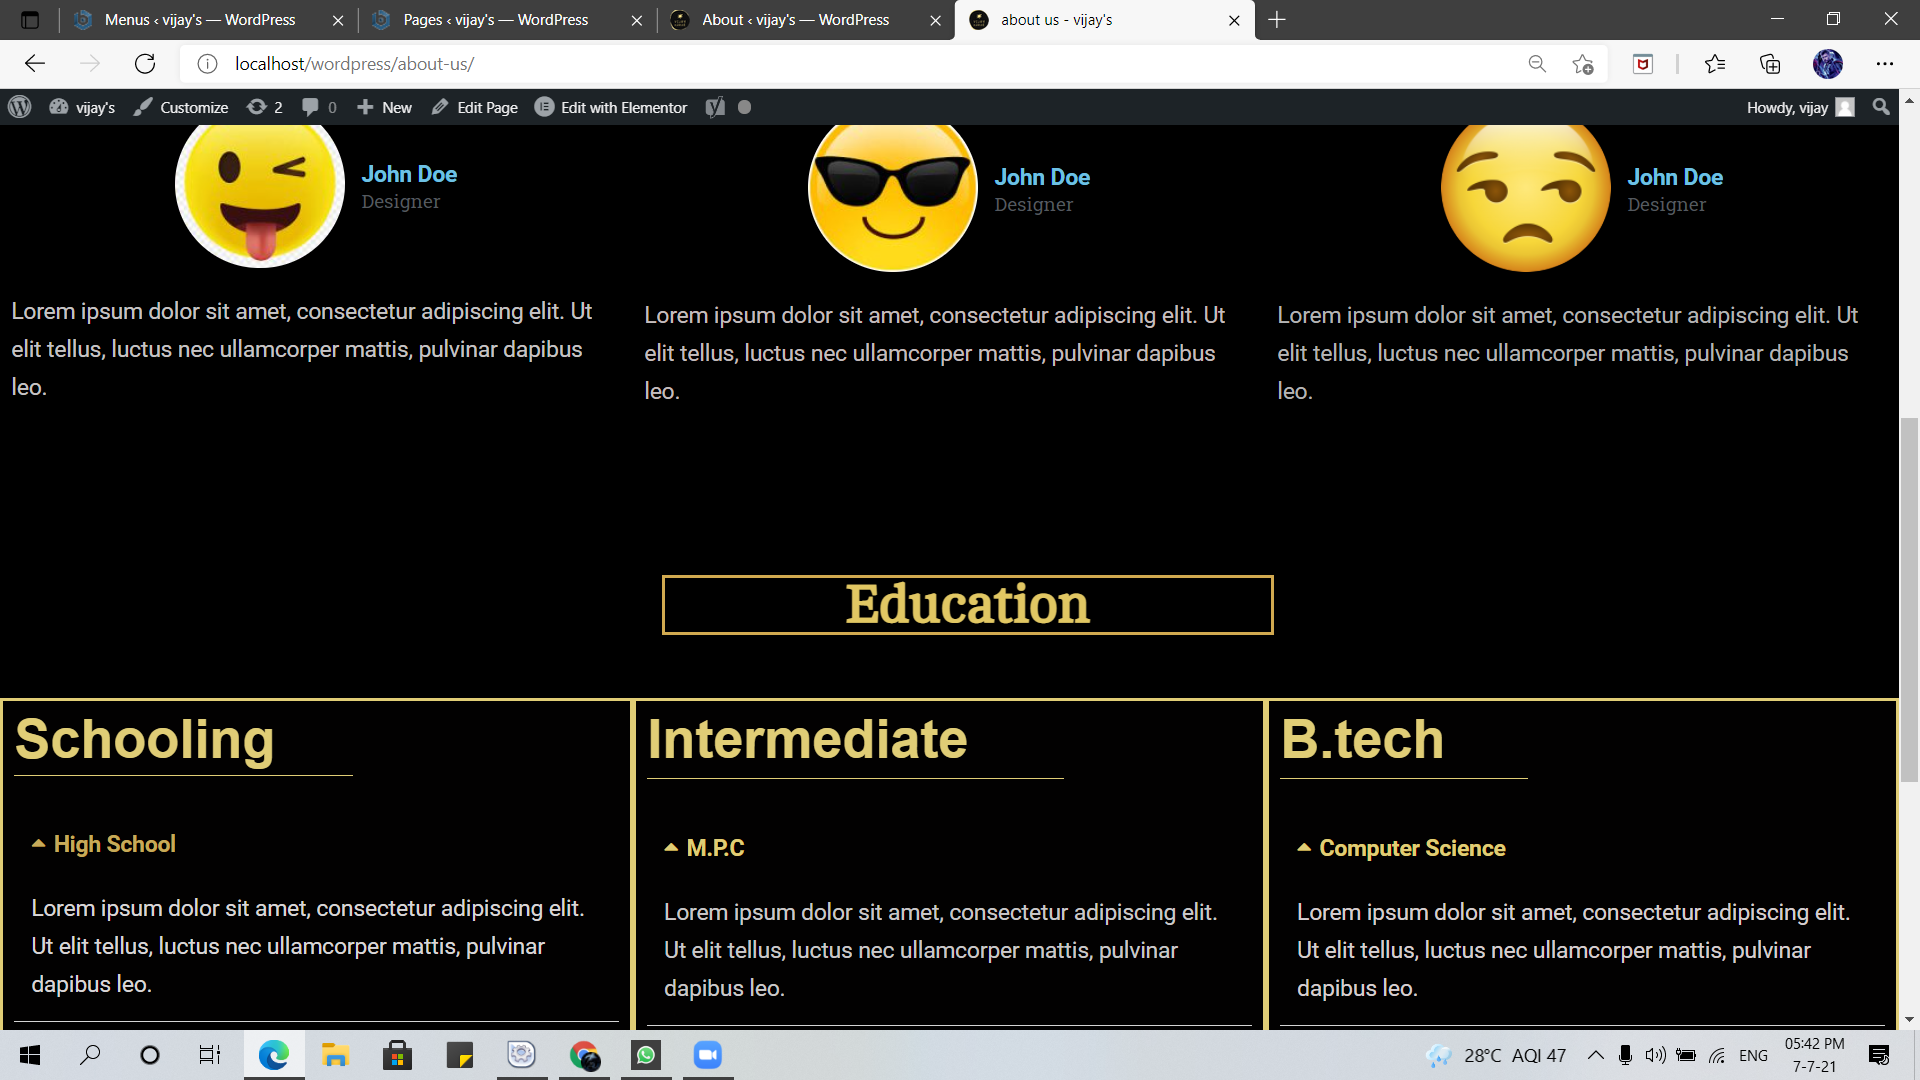 Menus ‹ vijay's — WordPress
Pages ‹ vijay's — WordPress
About ‹ vijay's — WordPress
about us - vijay's
localhost/wordpress/about-us/
vijay's Customize 2 0 New Edit Page Edit with Elementor Howdy, vijay
John Doe
Designer
Lorem ipsum dolor sit amet, consectetur adipiscing elit. Ut
elit tellus, luctus nec ullamcorper mattis, pulvinar dapibus
leo.
John Doe
Designer
Lorem ipsum dolor sit amet, consectetur adipiscing elit. Ut
elit tellus, luctus nec ullamcorper mattis, pulvinar dapibus
leo.
John Doe
Designer
Lorem ipsum dolor sit amet, consectetur adipiscing elit. Ut
elit tellus, luctus nec ullamcorper mattis, pulvinar dapibus
leo.
Education
Schooling
High School
Lorem ipsum dolor sit amet, consectetur adipiscing elit.
Ut elit tellus, luctus nec ullamcorper mattis, pulvinar
dapibus leo.
Intermediate
M.P.C
Lorem ipsum dolor sit amet, consectetur adipiscing elit.
Ut elit tellus, luctus nec ullamcorper mattis, pulvinar
dapibus leo.
B.tech
Computer Science
Lorem ipsum dolor sit amet, consectetur adipiscing elit.
Ut elit tellus, luctus nec ullamcorper mattis, pulvinar
dapibus leo.
28°C AQI 47 ENG
05:42 PM
7-7-21